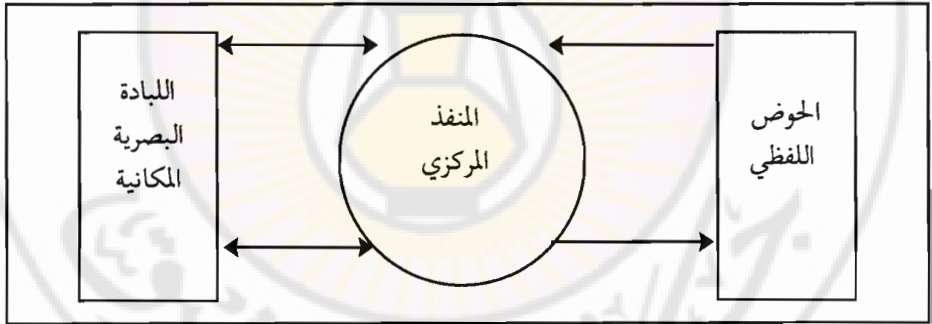 الحوض
اللفظي
المنفذ
المركزي
اللبادة
البصرية
المكانية